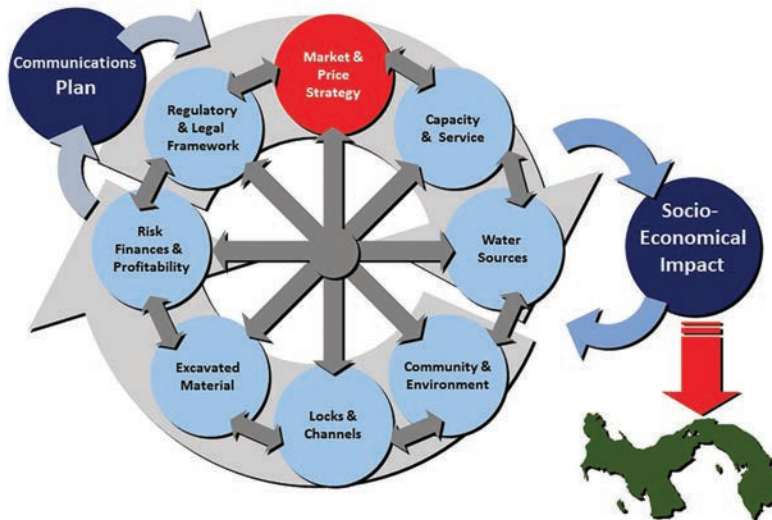 Communications
Plan
Market &
Price
Strategy
Regulatory
& Legal
Framework
Capacity
& Service
Risk
Finances &
Profitability
Water
Sources
Socio-
Economical
Impact
Excavated
Material
Community &
Environment
Locks &
Channels